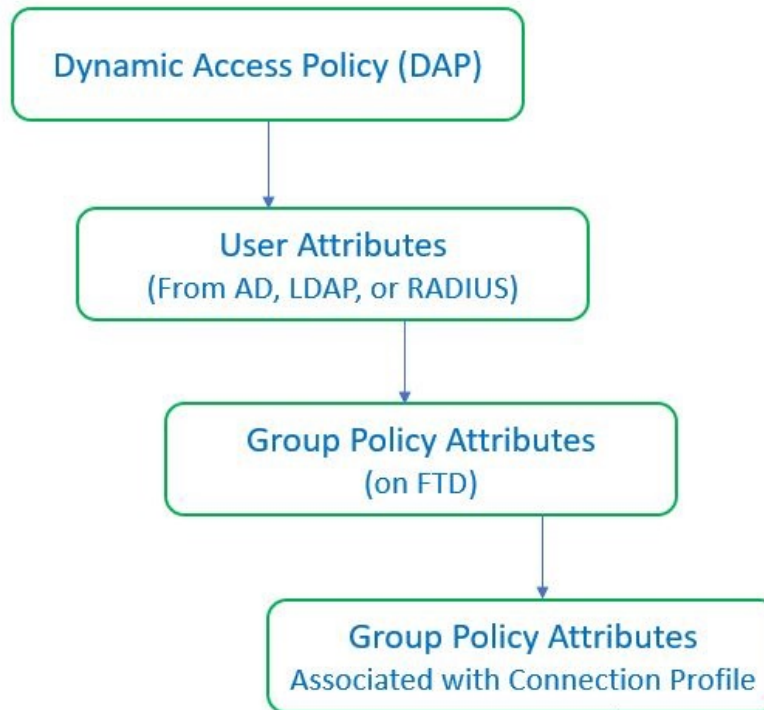 Dynamic Access Policy (DAP)
User Attributes
(From AD, LDAP, or RADIUS)
Group Policy Attributes
(on FTD)
Group Policy Attributes
Associated with Connection Profile